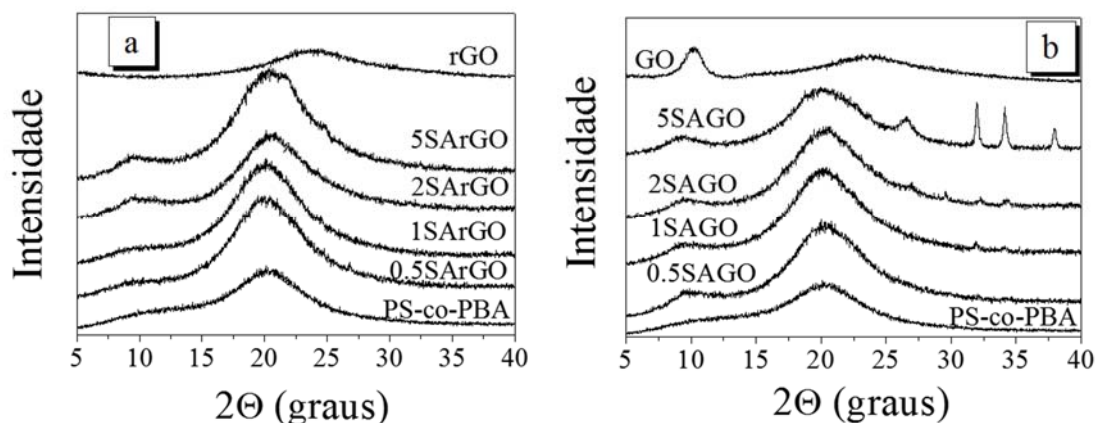 a
rGO
5SArGO
2SArGO
1SArGO
0.5SArGO
PS-co-PBA
Intensidade
5 10 15 20 25 30 35 40
2Θ (graus)
b
GO
5SAGO
2SAGO
1SAGO
0.5SAGO
PS-co-PBA
Intensidade
5 10 15 20 25 30 35 40
2Θ (graus)